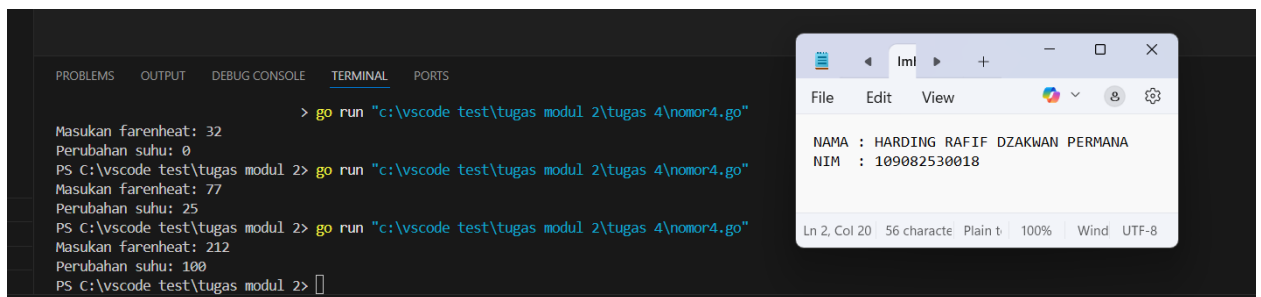 PROBLEMS OUTPUT DEBUG CONSOLE TERMINAL PORTS
> go run "c:\vscode test\tugas modul 2\tugas 4\nomor4.go"
Masukan farenheat: 32
Perubahan suhu: 0
PS C:\vscode test\tugas modul 2> go run "c:\vscode test\tugas modul 2\tugas 4\nomor4.go"
Masukan farenheat: 77
Perubahan suhu: 25
PS C:\vscode test\tugas modul 2> go run "c:\vscode test\tugas modul 2\tugas 4\nomor4.go"
Masukan farenheat: 212
Perubahan suhu: 100
PS C:\vscode test\tugas modul 2>
File Edit View
NAMA : HARDING RAFIF DZAKWAN PERMANA
NIM : 109082530018
Ln 2, Col 20 56 characte Plain t 100% Wind UTF-8